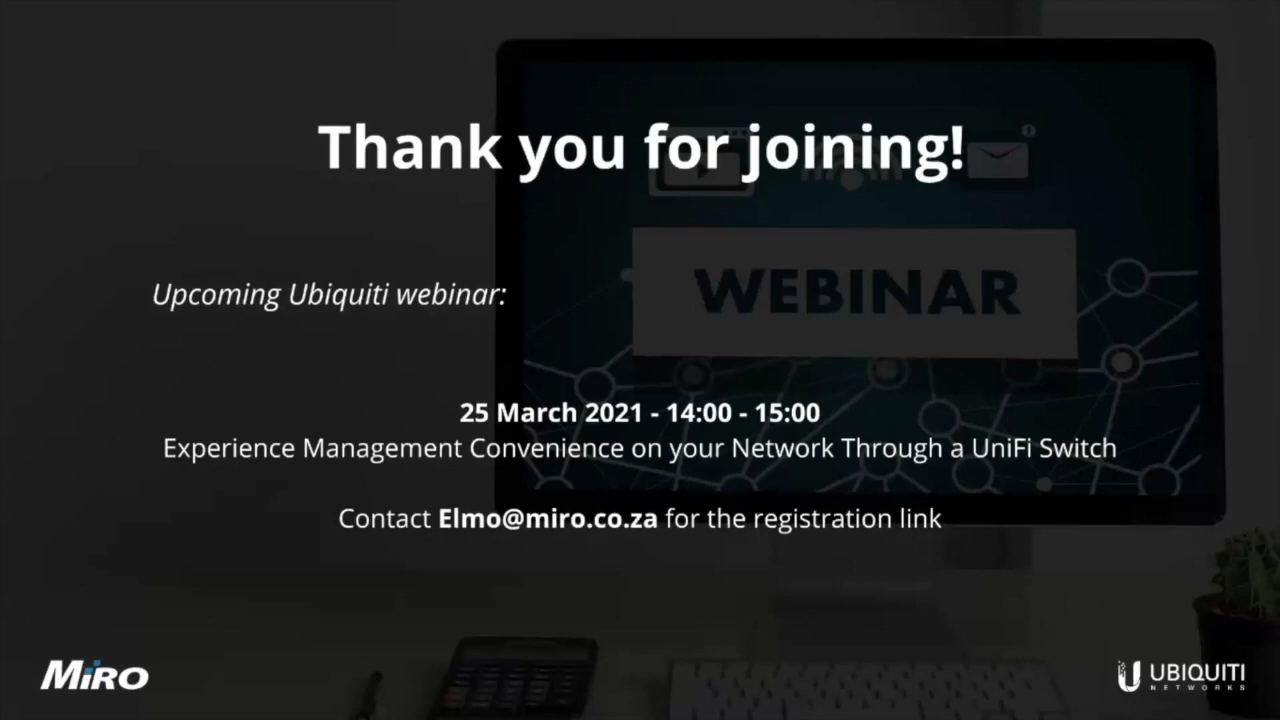 Thank you for joining!
WEBINAR
Upcoming Ubiquiti webinar:
25 March 2021 - 14:00 - 15:00
Experience Management Convenience on your Network Through a UniFi Switch
Contact Elmo@miro.co.za for the registration link
MiRO
UBIQUITI
NETWORKS